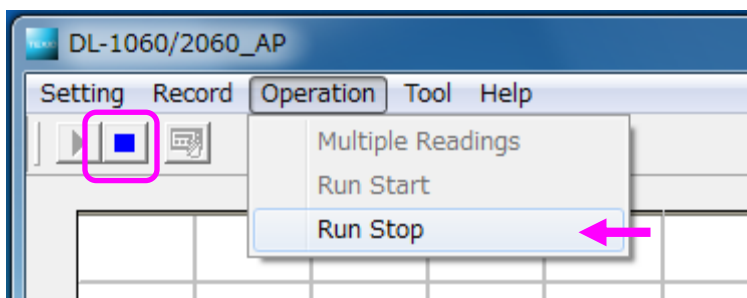 DL-1060/2060_AP
Setting Record Operation Tool Help
Multiple Readings
Run Start
Run Stop